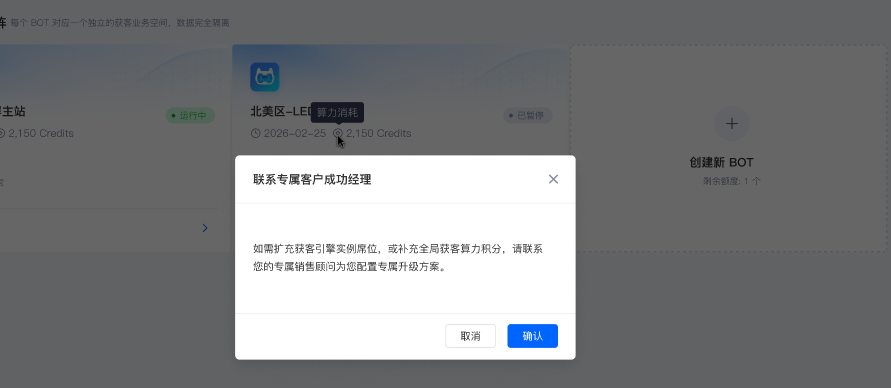 每个 BOT 对应一个独立的获客业务空间，数据完全隔离
主站
运行中
2,150 Credits
北美区-LE
算力消耗
已暂停
2026-02-25
2,150 Credits
创建新 BOT
剩余额度: 1 个
联系专属客户成功经理
如需扩充获客引擎实例席位，或补充全局获客算力积分，请联系
您的专属销售顾问为您配置专属升级方案。
取消
确认